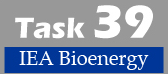 Task 39
IEA Bioenergy